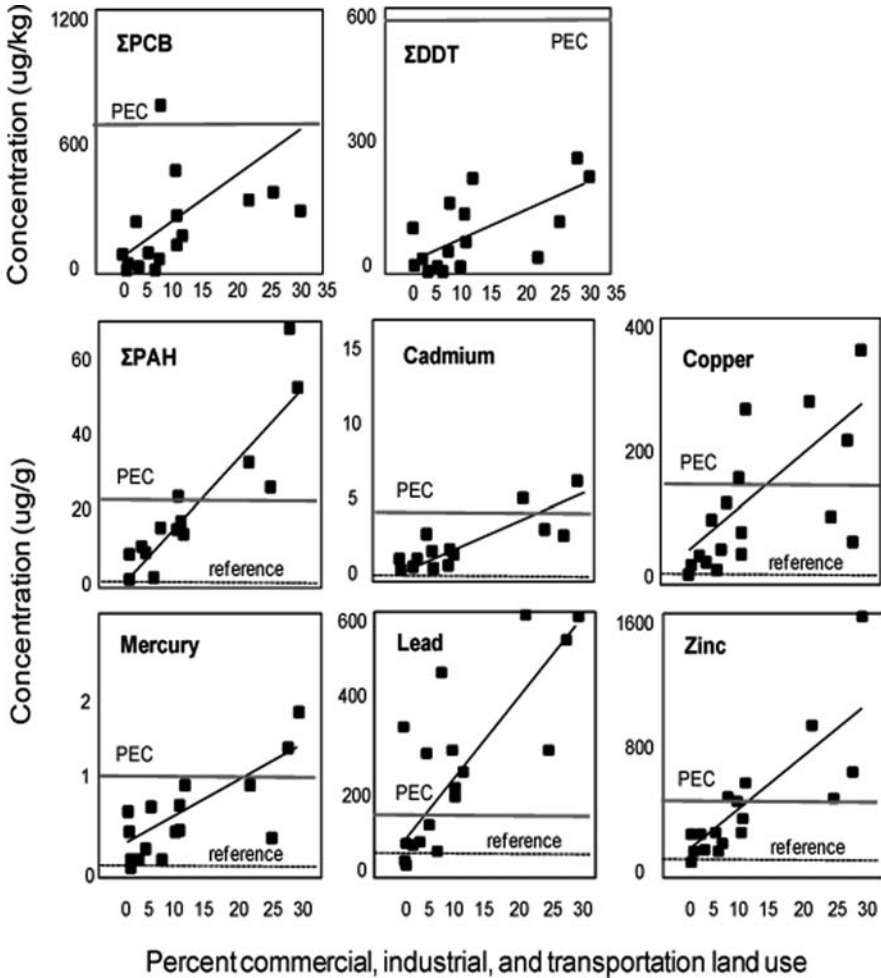 Concentration (ug/kg)
1200
600
0
ΣPCB
PEC
0 5 10 15 20 25 30 35
600
300
0
ΣDDT
PEC
0 5 10 15 20 25 30 35
Concentration (ug/g)
60
40
20
0
ΣPAH
PEC
reference
15
10
5
0
Cadmium
PEC
400
200
0
Copper
PEC
2
1
0
Mercury
PEC
reference
0 5 10 15 20 25 30
600
400
200
0
Lead
PEC
reference
0 5 10 15 20 25 30
1600
800
0
Zinc
PEC
0 5 10 15 20 25 30
Percent commercial, industrial, and transportation land use